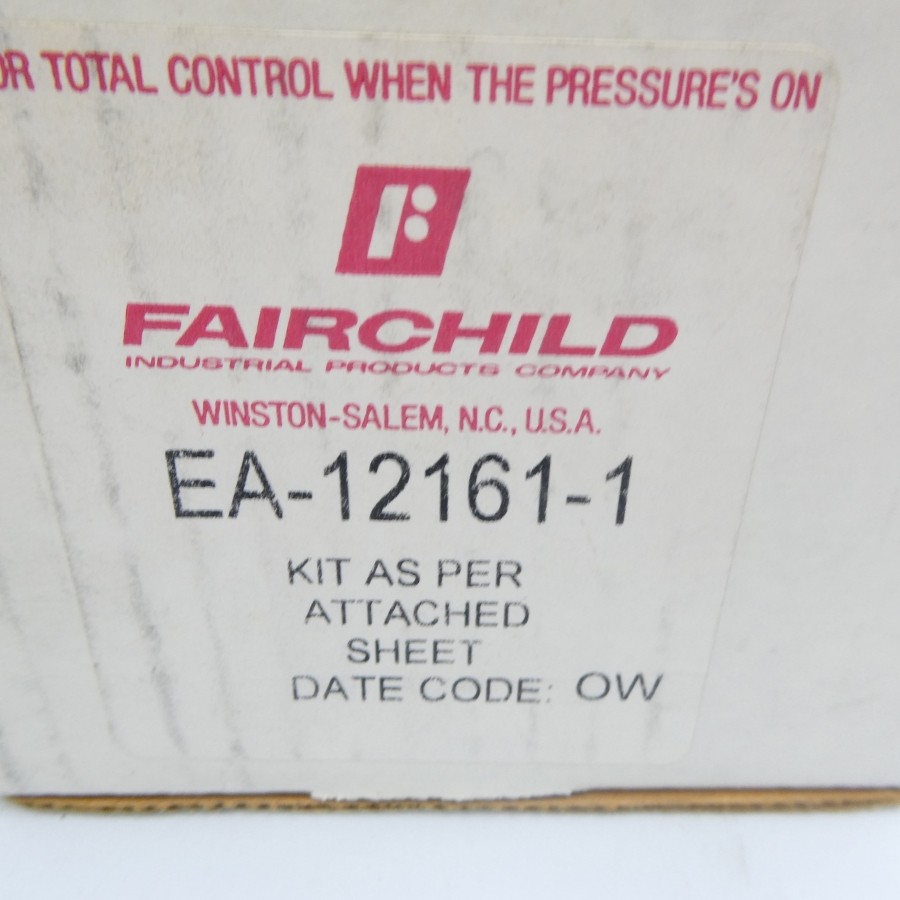 OR TOTAL CONTROL WHEN THE PRESSURE'S ON
FAIRCHILD
INDUSTRIAL PRODUCTS COMPANY
WINSTON-SALEM, N.C., U.S.A.
EA-12161-1
KIT AS PER
ATTACHED
SHEET
DATE CODE: OW